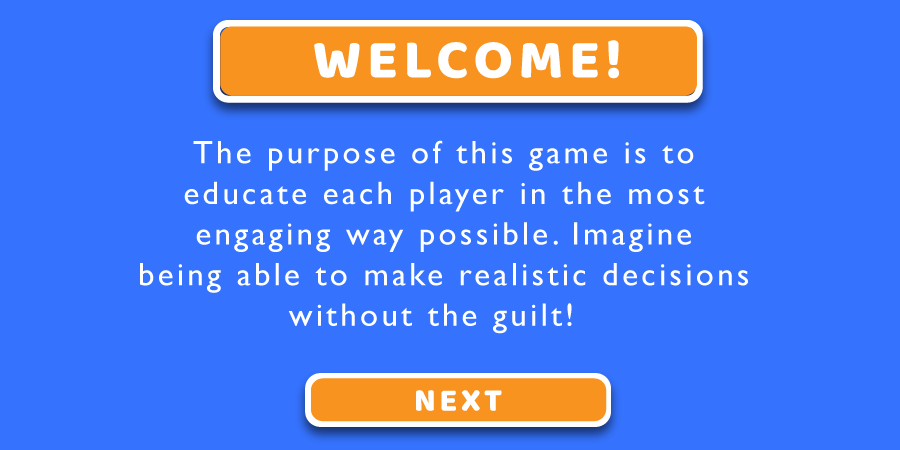 WELCOME!
The purpose of this game is to
educate each player in the most
engaging way possible. Imagine
being able to make realistic decisions
without the guilt!
NEXT